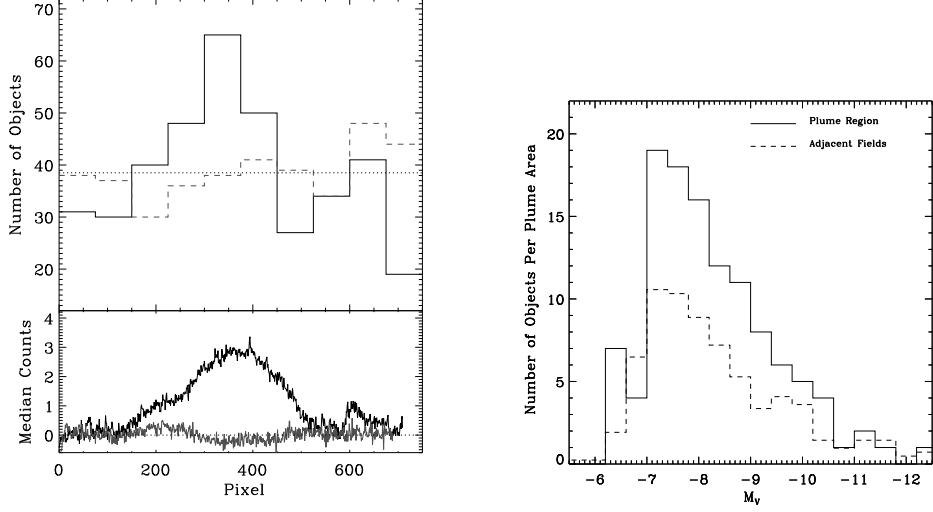 70
60
50
40
30
20
Number of Objects
4
3
2
1
0
Median Counts
0 200 400 600
Pixel
Plume Region
Adjacent Fields
20
15
10
5
0
Number of Objects Per Plume Area
-6 -7 -8 -9 -10 -11 -12
Mv